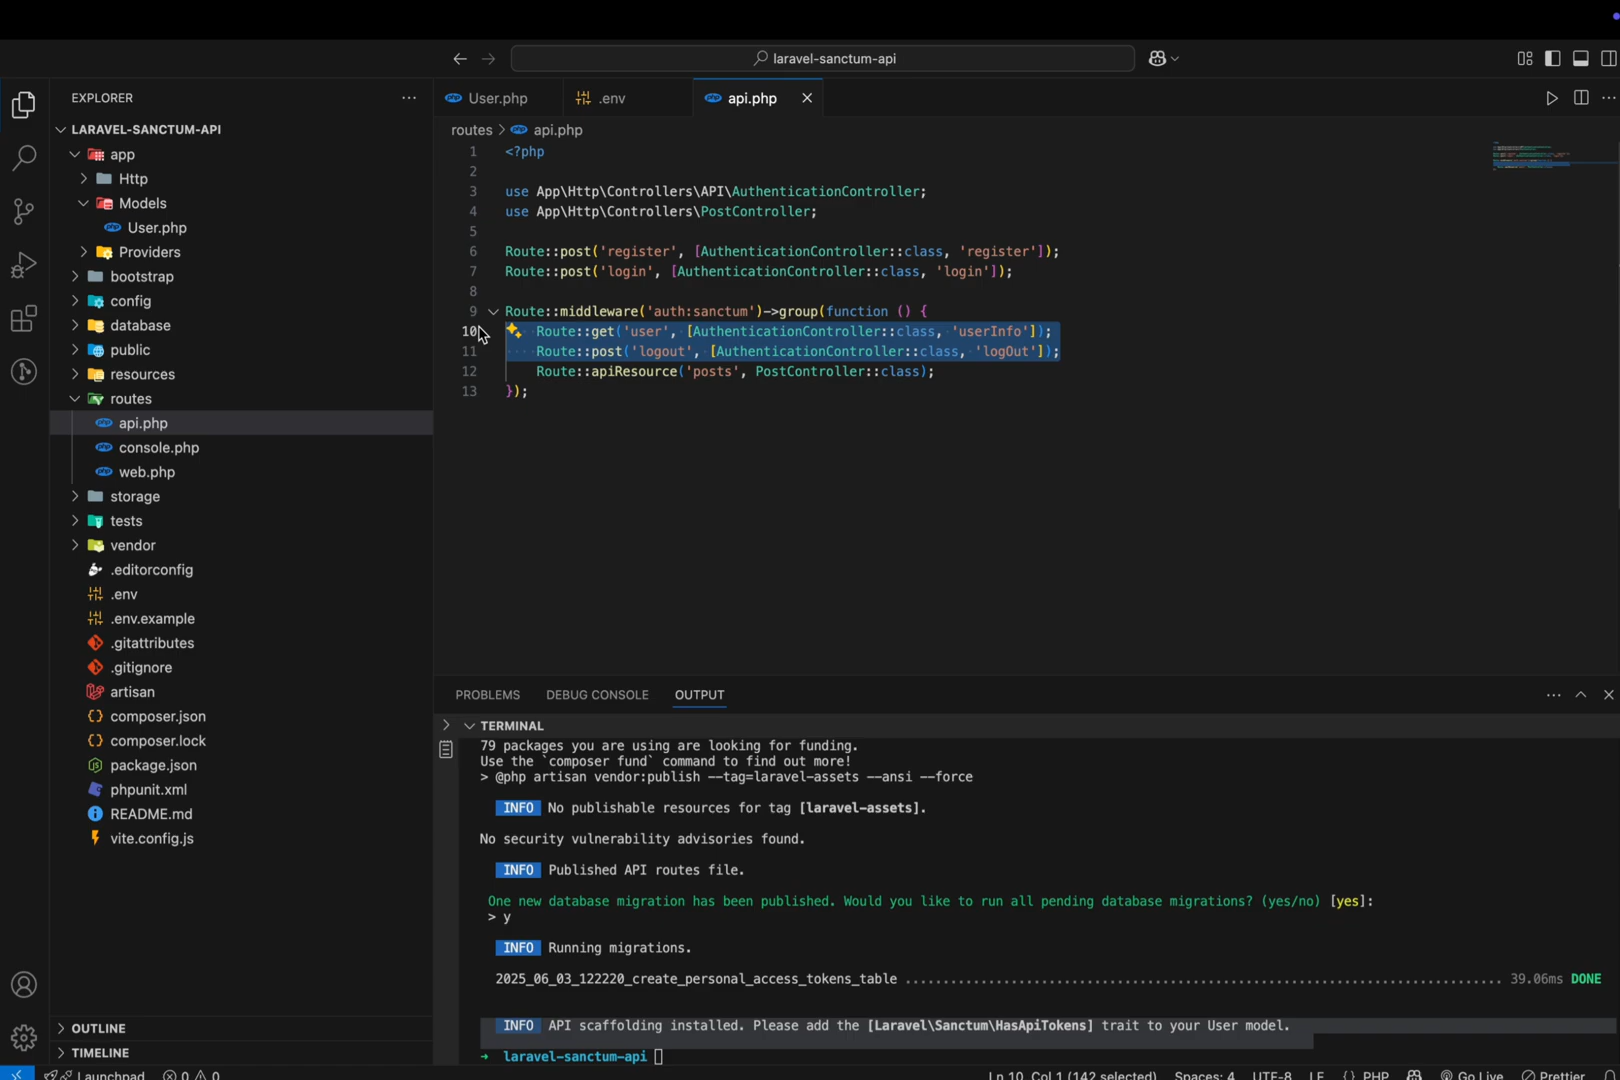 laravel-sanctum-api
EXPLORER
LARAVEL-SANCTUM-API
app
Http
Models
User.php
Providers
bootstrap
config
database
public
resources
routes
api.php
console.php
web.php
storage
tests
vendor
.editorconfig
.env
.env.example
.gitattributes
.gitignore
artisan
composer.json
composer.lock
package.json
phpunit.xml
README.md
vite.config.js
OUTLINE
TIMELINE
User.php
.env
api.php
routes > api.php
1 <?php
2
3 use App\Http\Controllers\API\AuthenticationController;
4 use App\Http\Controllers\PostController;
5
6 Route::post('register', [AuthenticationController::class, 'register']);
7 Route::post('login', [AuthenticationController::class, 'login']);
8
9 Route::middleware('auth:sanctum')->group(function () {
10 Route::get('user', [AuthenticationController::class, 'userInfo']);
11 Route::post('logout', [AuthenticationController::class, 'logOut']);
12 Route::apiResource('posts', PostController::class);
13 });
PROBLEMS DEBUG CONSOLE OUTPUT
TERMINAL
79 packages you are using are looking for funding.
Use the `composer fund` command to find out more!
> @php artisan vendor:publish --tag=laravel-assets --ansi --force
INFO No publishable resources for tag [laravel-assets].
No security vulnerability advisories found.
INFO Published API routes file.
One new database migration has been published. Would you like to run all pending database migrations? (yes/no) [yes]:
> y
INFO Running migrations.
2025_06_03_122220_create_personal_access_tokens_table ............................................................................. 39.06ms DONE
INFO API scaffolding installed. Please add the [Laravel\Sanctum\HasApiTokens] trait to your User model.
→ laravel-sanctum-api
Launchpad 0 0 Ln 10, Col 1 (142 selected) Spaces: 4 UTF-8 LF {} PHP Go Live Prettier